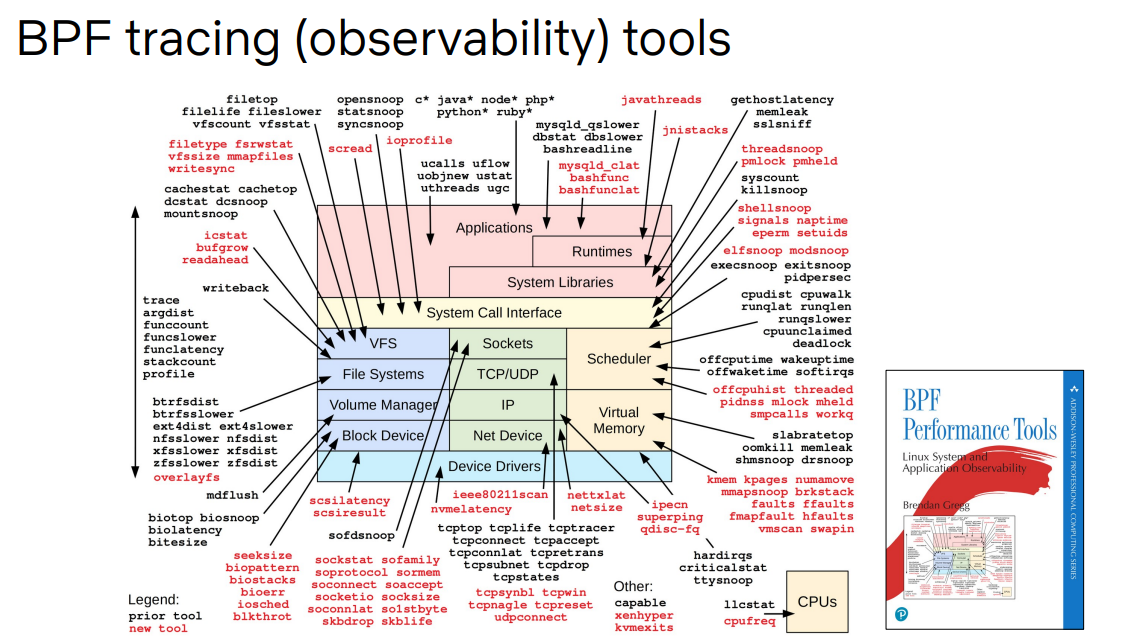 BPF tracing (observability) tools
filetop
filelife fileslower
vfscount vfsstat
opensnoop
statsnoop
syncsnoop
c* java* node* php*
python* ruby*
javathreads
gethostlatency
memleak
sslsniff
filetype fsrwstat
vfssize mmapfiles
writesync
scread
ioprofile
mysqld_qslower
dbstat dbslower
bashreadline
jnistacks
ucalls uflow
uobjnew ustat
uthreads ugc
mysqld_clat
bashfunc
bashfunclat
threadsnoop
pmlock pmheld
syscount
killsnoop
cachestat cachetop
dcstat dcsnoop
mountsnoop
shellsnoop
signals naptime
eperm setuids
icstat
bufgrow
readahead
elfsnoop modsnoop
execsnoop exitsnoop
pidpersec
writeback
trace
argdist
funccount
funcslower
funclatency
stackcount
profile
cpudist cpuwalk
runqlat runqlen
runqslower
cpuunclaimed
deadlock
Applications
Runtimes
System Libraries
System Call Interface
VFS
Sockets
Scheduler
File Systems
TCP/UDP
Volume Manager
IP
Virtual
Memory
Block Device
Net Device
Device Drivers
offcputime wakeuptime
offwaketime softirqs
offcpuhist threaded
pidnss mlock mheld
smpcalls workq
btrfsdist
btrfsslower
ext4dist ext4slower
nfsslower nfsdist
xfsslower xfsdist
zfsslower zfsdist
overlayfs
slabratetop
oomkill memleak
shmsnoop drsnoop
mdflush
kmem kpages numamove
mmapsnoop brkstack
faults ffaults
fmapfault hfaults
vmscan swapin
biotop biosnoop
biolatency
bitesize
scsilatency
scsiresult
nvmelatency
ieee80211scan
nettxlat
netsize
ipecn
superping
qdisc-fq
sofdsnoop
tcptop tcplife tcptracer
tcpconnect tcpaccept
tcpconnlat tcpretrans
tcpsubnet tcpdrop
tcpstates
hardirqs
criticalstat
ttysnoop
seeksize
biopattern
biostacks
bioerr
iosched
blkthrot
sockstat sofamily
soprotocol sormem
soconnect soaccept
socketio socksize
soconnlat so1stbyte
skbdrop skblife
tcpsynbl tcpwin
tcpnagle tcpreset
udpconnect
Other:
capable
xenhyper
kvmexits
llcstat
cpufreq
CPUs
Legend:
prior tool
new tool
BPF
Performance Tools
Linux System and
Application Observability
Brendan Gregg
ADDISON-WESLEY PROFESSIONAL COMPUTING SERIES